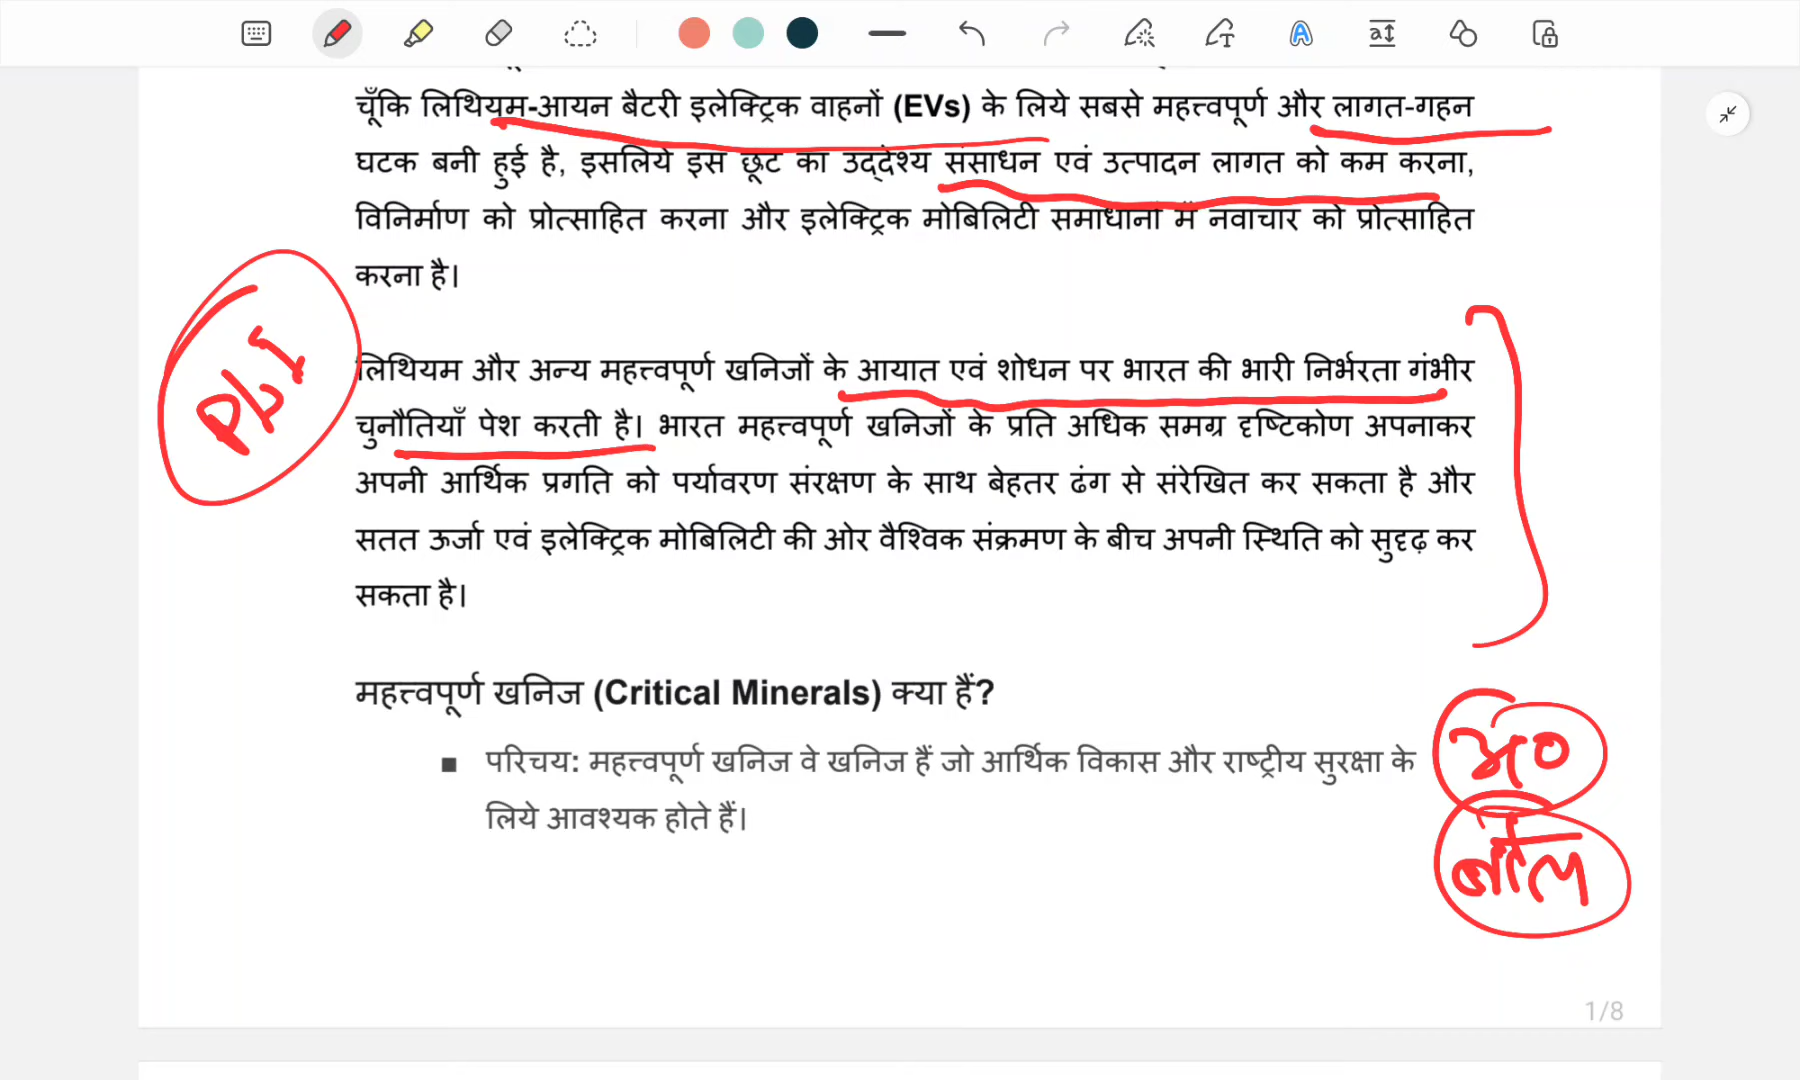 चूँकि लिथियम-आयन बैटरी इलेक्ट्रिक वाहनों (EVs) के लिये सबसे महत्त्वपूर्ण और लागत-गहन
घटक बनी हुई है, इसलिये इस छूट का उद्देश्य संसाधन एवं उत्पादन लागत को कम करना,
विनिर्माण को प्रोत्साहित करना और इलेक्ट्रिक मोबिलिटी समाधानों में नवाचार को प्रोत्साहित
करना है।
PLI
लिथियम और अन्य महत्त्वपूर्ण खनिजों के आयात एवं शोधन पर भारत की भारी निर्भरता गंभीर
चुनौतियाँ पेश करती है। भारत महत्त्वपूर्ण खनिजों के प्रति अधिक समग्र दृष्टिकोण अपनाकर
अपनी आर्थिक प्रगति को पर्यावरण संरक्षण के साथ बेहतर ढंग से संरेखित कर सकता है और
सतत ऊर्जा एवं इलेक्ट्रिक मोबिलिटी की ओर वैश्विक संक्रमण के बीच अपनी स्थिति को सुदृढ़ कर
सकता है।
महत्त्वपूर्ण खनिज (Critical Minerals) क्या हैं?
■ परिचय: महत्त्वपूर्ण खनिज वे खनिज हैं जो आर्थिक विकास और राष्ट्रीय सुरक्षा के
लिये आवश्यक होते हैं।
1/8